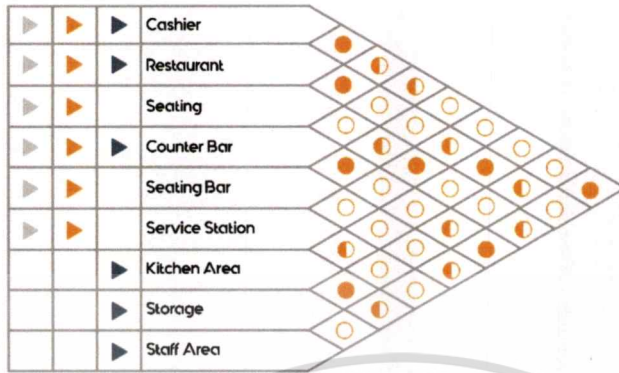 Cashier
Restaurant
Seating
Counter Bar
Seating Bar
Service Station
Kitchen Area
Storage
Staff Area